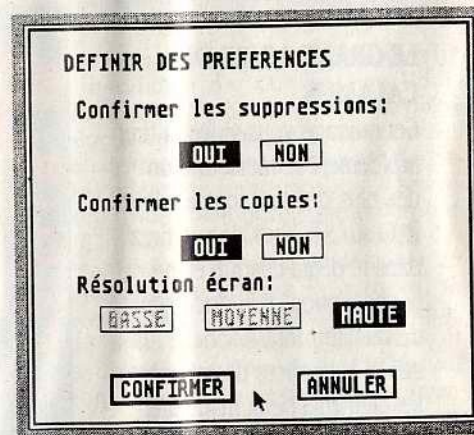 DEFINIR DES PREFERENCES
Confirmer les suppressions:
OUI NON
Confirmer les copies:
OUI NON
Résolution écran:
BASSE MOYENNE HAUTE
CONFIRMER ANNULER